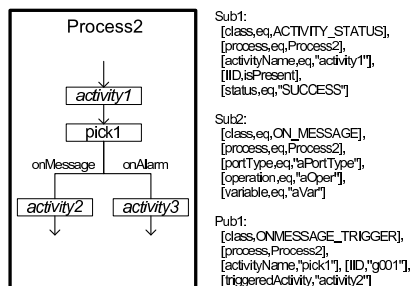 Process2
activity1
pick1
onMessage
onAlarm
activity2
activity3
Sub1:
[class,eq,ACTIVITY_STATUS],
[process,eq,Process2],
[activityName,eq,"activity1"],
[IID,isPresent],
[status,eq,"SUCCESS"]
Sub2:
[class,eq,ON_MESSAGE],
[process,eq,Process2],
[portType,eq,"aPortType"],
[operation,eq,"aOper"],
[variable,eq,"aVar"]
Pub1:
[class,ONMESSAGE_TRIGGER],
[process,Process2],
[activityName,"pick1"], [IID,"g001"],
[triggeredActivity,"activity2"]